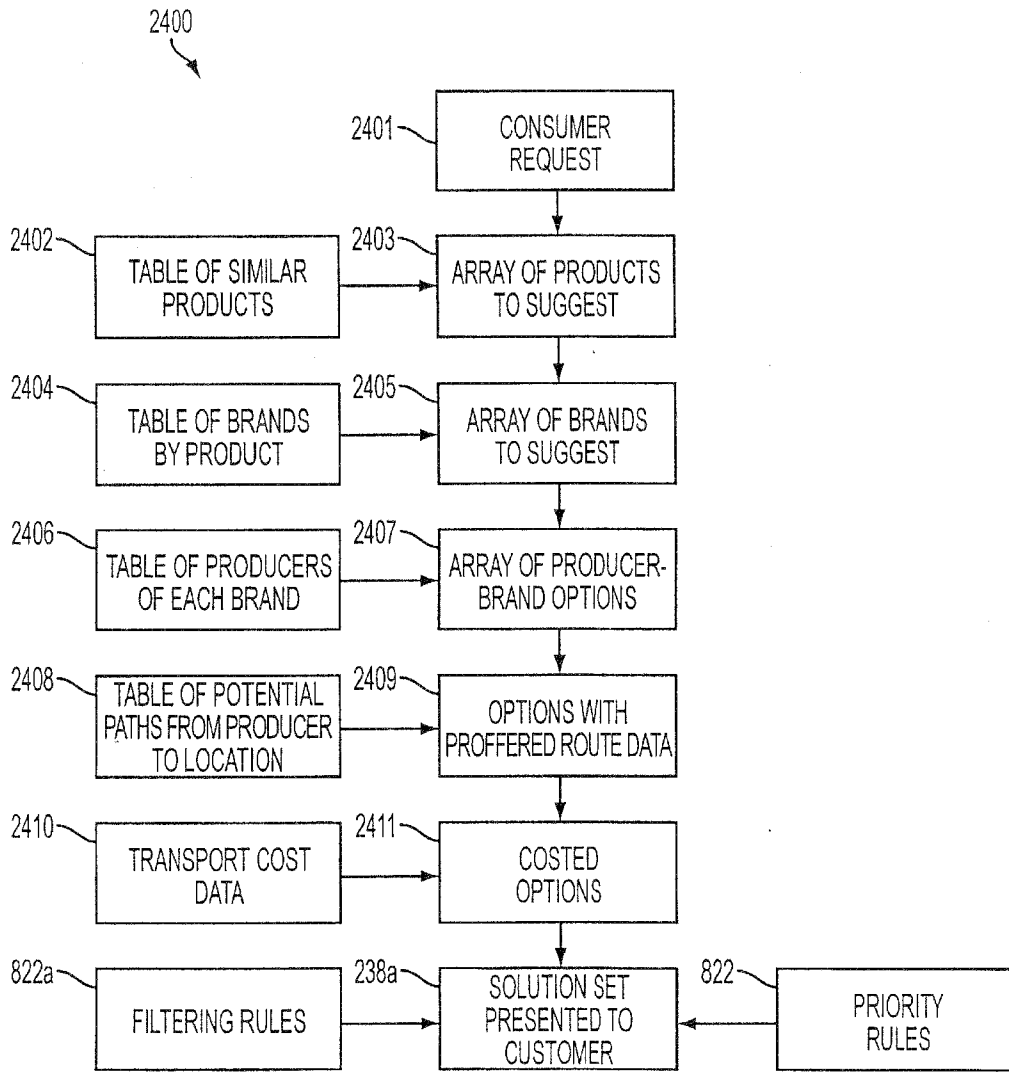 2400
2401
CONSUMER
REQUEST
2402
TABLE OF SIMILAR
PRODUCTS
2403
ARRAY OF PRODUCTS
TO SUGGEST
2404
TABLE OF BRANDS
BY PRODUCT
2405
ARRAY OF BRANDS
TO SUGGEST
2406
TABLE OF PRODUCERS
OF EACH BRAND
2407
ARRAY OF PRODUCER-
BRAND OPTIONS
2408
TABLE OF POTENTIAL
PATHS FROM PRODUCER
TO LOCATION
2409
OPTIONS WITH
PROFFERED ROUTE DATA
2410
TRANSPORT COST
DATA
2411
COSTED
OPTIONS
822a
FILTERING RULES
238a
SOLUTION SET
PRESENTED TO
CUSTOMER
822
PRIORITY
RULES